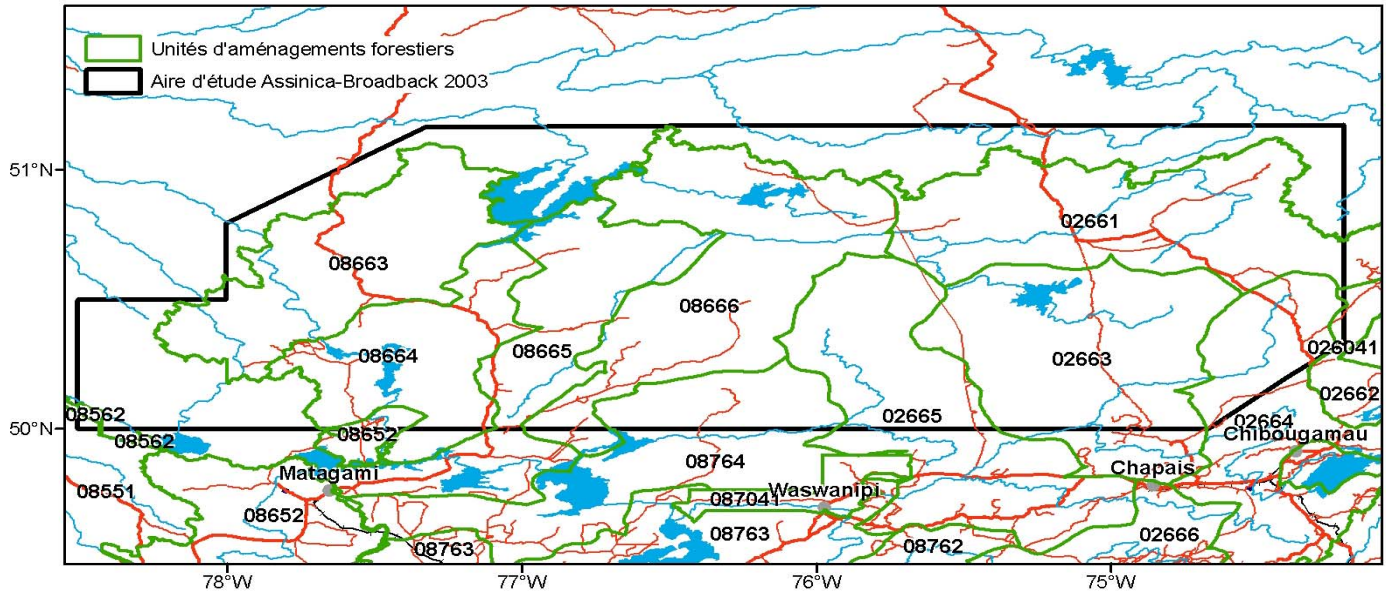 Unités d'aménagements forestiers
Aire d'étude Assinica-Broadback 2003
51°N
02661
08663
08666
08664
08665
02663
026041
02662
08562
50°N
08562
08652
02665
02664
Chibougamau
08764
Matagami
Chapais
08551
087041
Waswanipi
08652
08763
08763
08762
02666
78°W
77°W
76°W
75°W